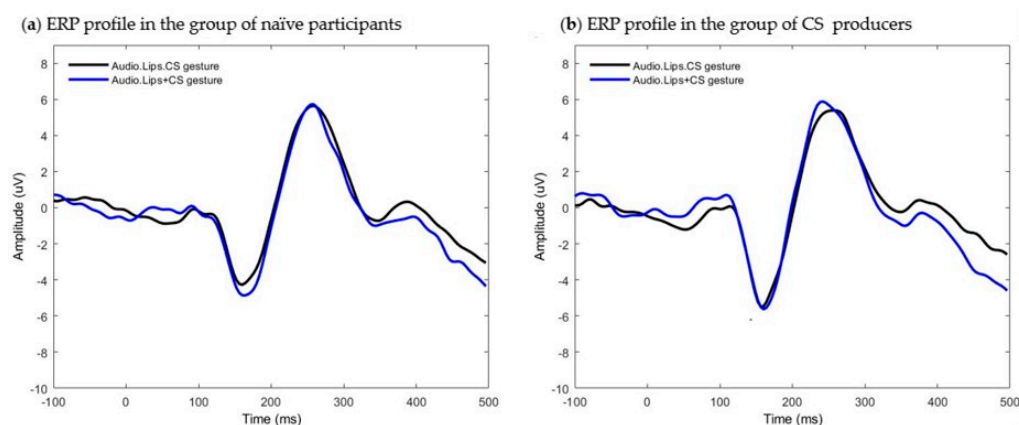 (a) ERP profile in the group of naïve participants
Audio.Lips.CS gesture
Audio.Lips+CS gesture
Amplitude (uV)
8
6
4
2
0
-2
-4
-6
-8
-10
-100 0 100 200 300 400 500
Time (ms)
(b) ERP profile in the group of CS producers
Audio.Lips.CS gesture
Audio.Lips+CS gesture
Amplitude (uV)
8
6
4
2
0
-2
-4
-6
-8
-10
-100 0 100 200 300 400 500
Time (ms)